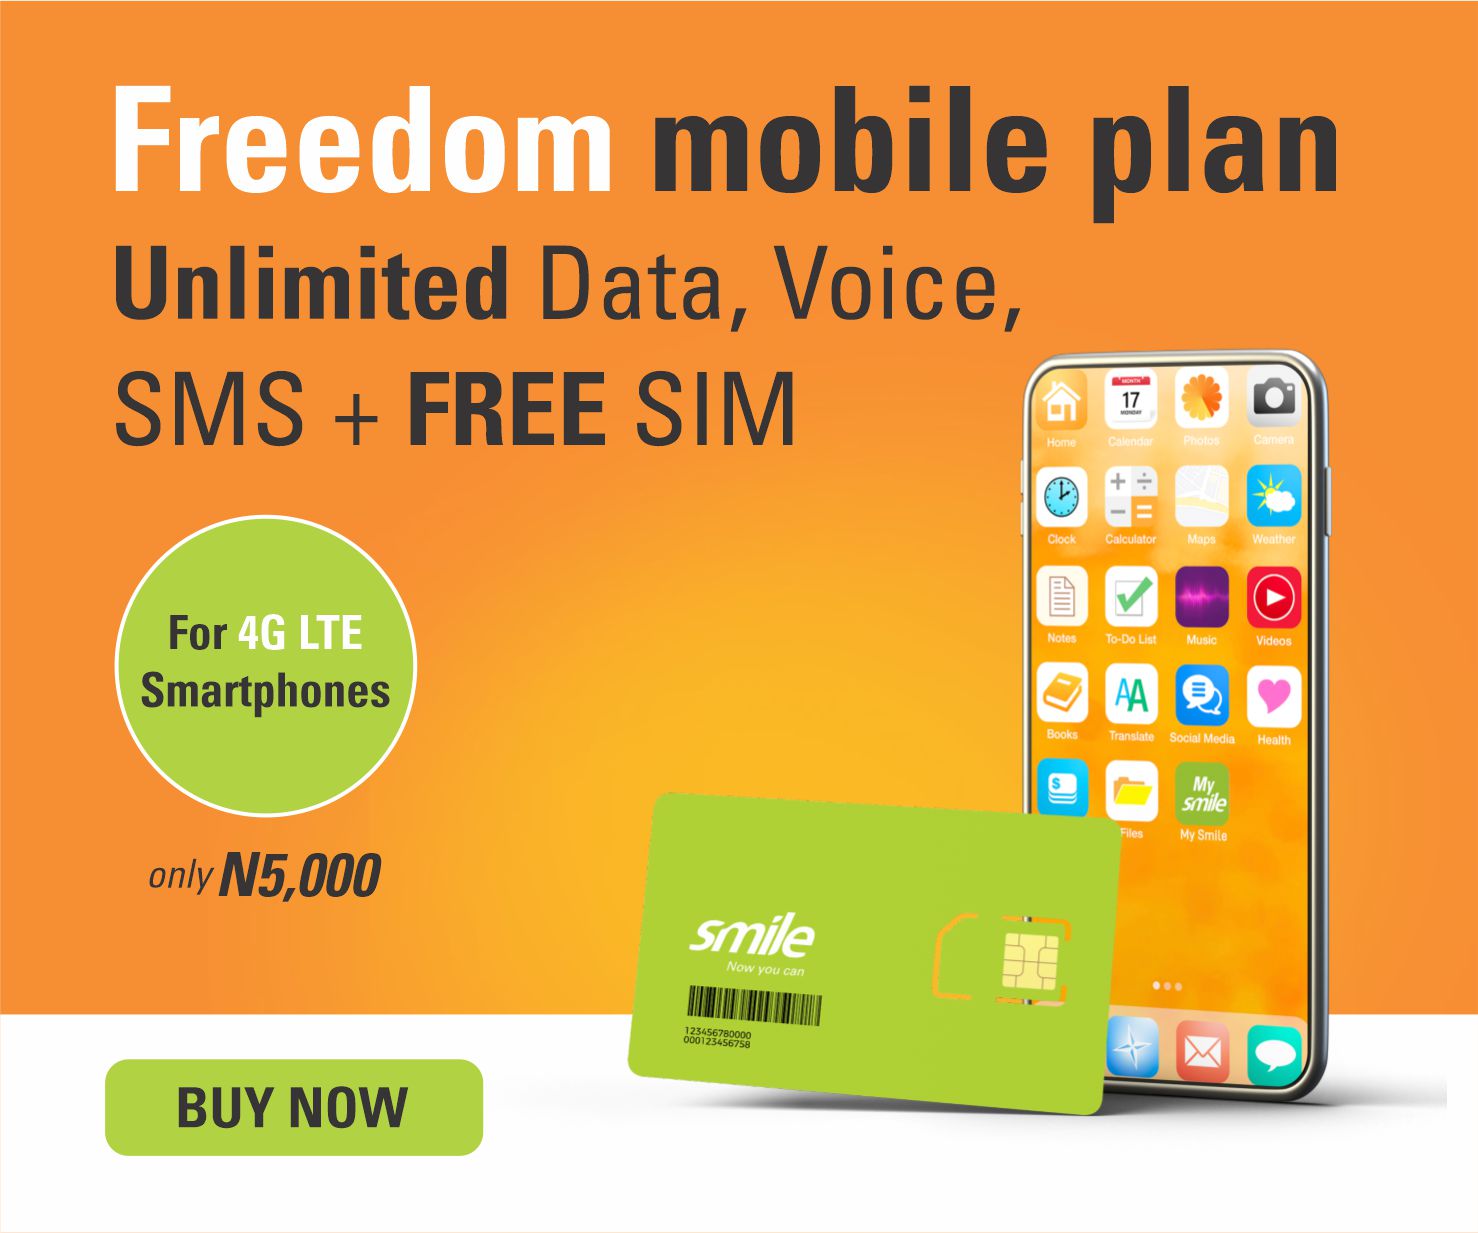 Freedom mobile plan
Unlimited Data, Voice,
SMS + FREE SIM
For 4G LTE
Smartphones
only N5,000
BUY NOW
smile
Now you can
123456780000
000123456758
MONTH
17
MONDAY
Home Calendar Photos Camera
Clock Calculator Maps Weather
Notes To-Do List Music Videos
AA
Books Translate Social Media Health
S
My
smile
Files My Smile